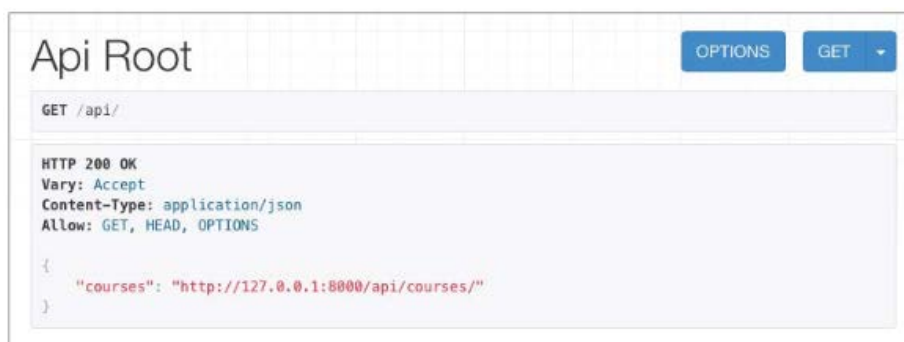 Api Root
OPTIONS
GET
GET /api/
HTTP 200 OK
Vary: Accept
Content-Type: application/json
Allow: GET, HEAD, OPTIONS
{
"courses": "http://127.0.0.1:8000/api/courses/"
}